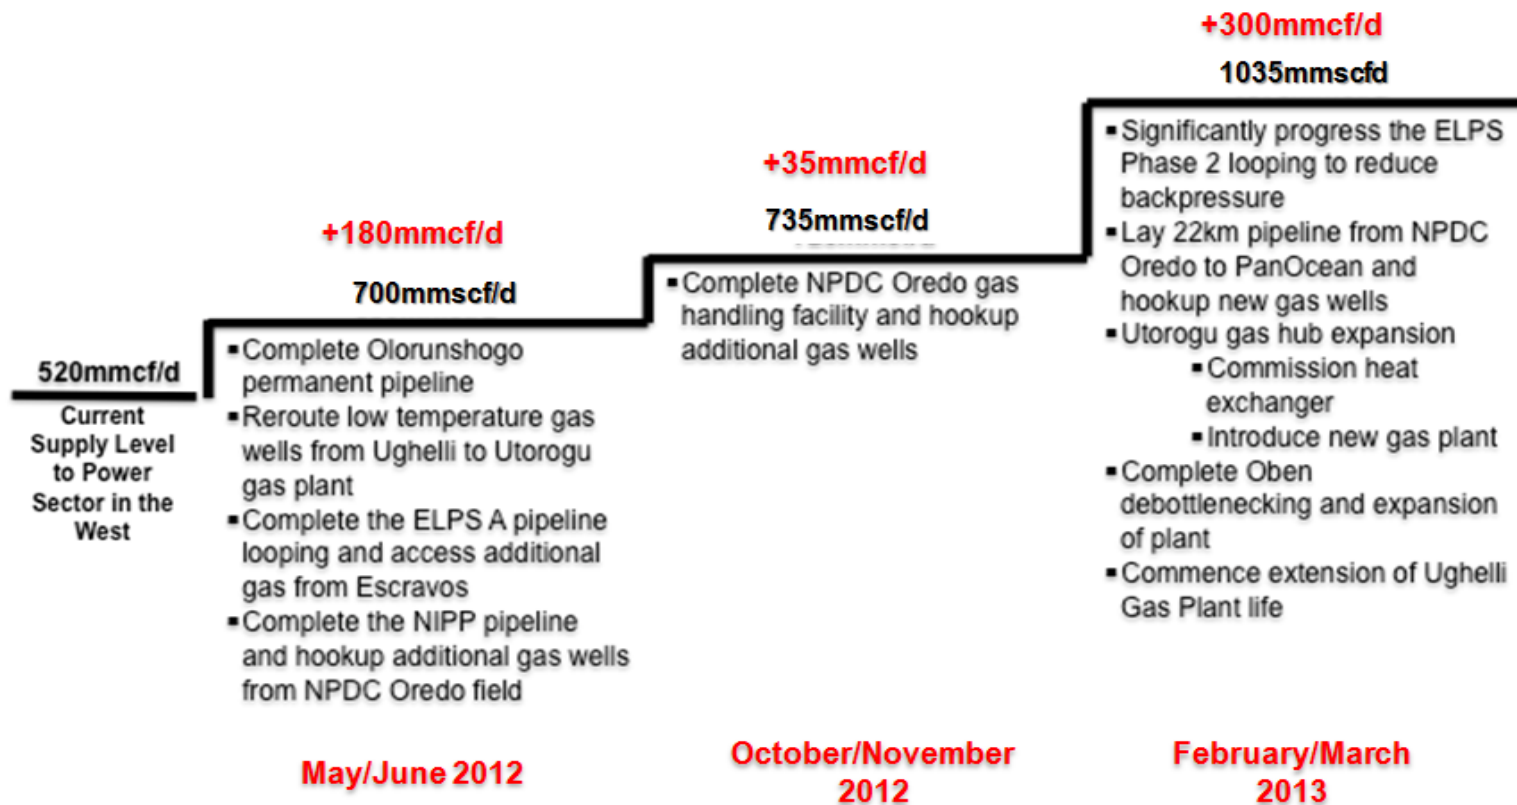 520mmcf/d
Current
Supply Level
to Power
Sector in the
West
+180mmcf/d
700mmscf/d
▪Complete Olorunshogo
permanent pipeline
▪Reroute low temperature gas
wells from Ughelli to Utorogu
gas plant
▪Complete the ELPS A pipeline
looping and access additional
gas from Escravos
▪Complete the NIPP pipeline
and hookup additional gas wells
from NPDC Oredo field
May/June 2012
+35mmcf/d
735mmscf/d
▪Complete NPDC Oredo gas
handling facility and hookup
additional gas wells
October/November
2012
+300mmcf/d
1035mmscfd
▪Significantly progress the ELPS
Phase 2 looping to reduce
backpressure
▪Lay 22km pipeline from NPDC
Oredo to PanOcean and
hookup new gas wells
▪Utorogu gas hub expansion
▪Commission heat
exchanger
▪Introduce new gas plant
▪Complete Oben
debottlenecking and expansion
of plant
▪Commence extension of Ughelli
Gas Plant life
February/March
2013